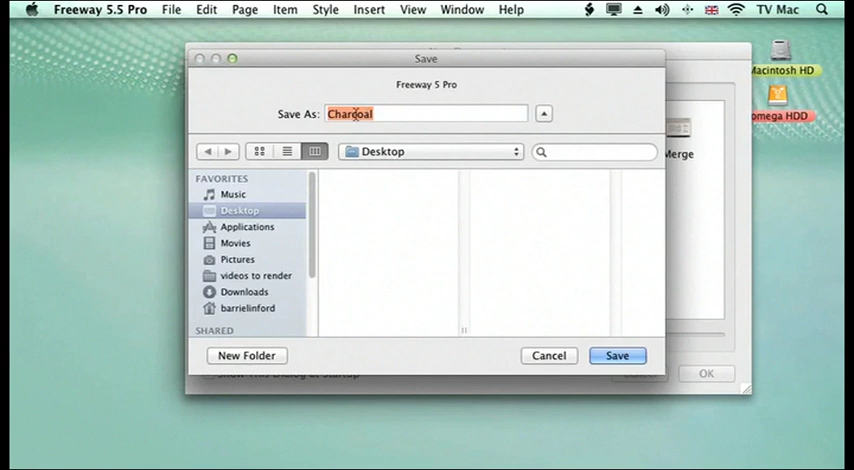 Freeway 5.5 Pro File Edit Page Item Style Insert View Window Help TV Mac
Save
Freeway 5 Pro
Save As: Charcoal
Desktop
FAVORITES
Music
Desktop
Applications
Movies
Pictures
videos to render
Downloads
barrielinford
SHARED
New Folder Cancel Save
Merge
OK
Macintosh HD
omega HDD